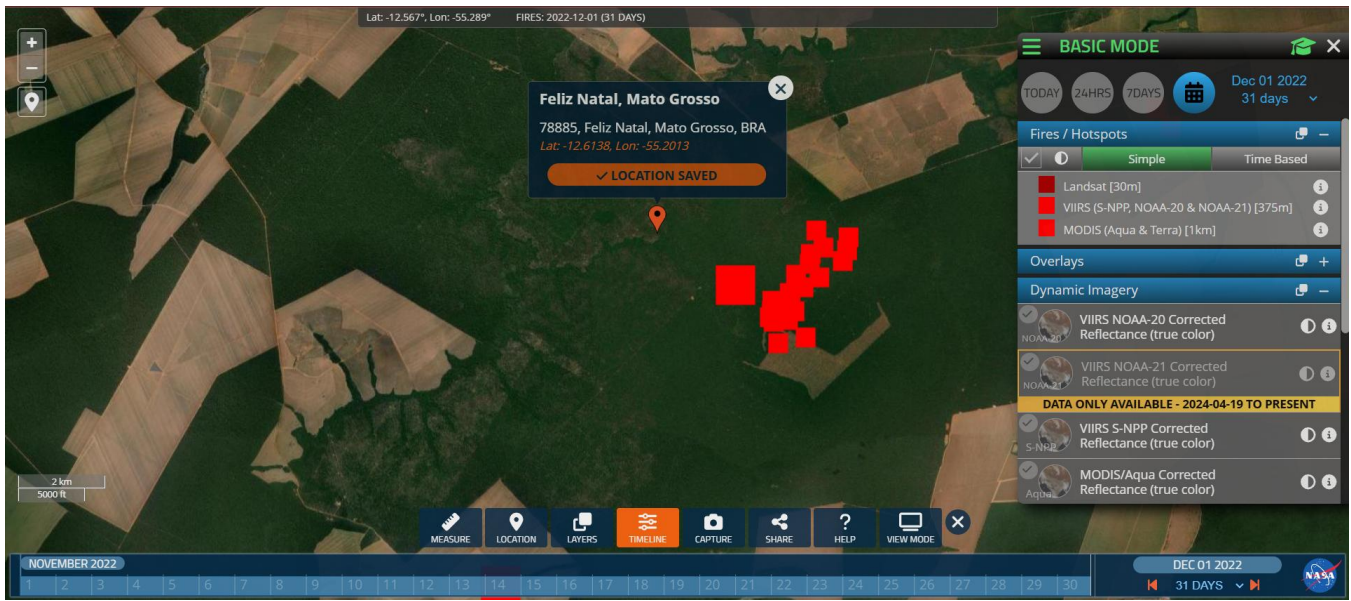 Lat: -12.567°, Lon: -55.289° FIRES: 2022-12-01 (31 DAYS)
+
−
Feliz Natal, Mato Grosso
78885, Feliz Natal, Mato Grosso, BRA
Lat: -12.6138, Lon: -55.2013
LOCATION SAVED
BASIC MODE
TODAY 24HRS 7DAYS Dec 01 2022
31 days
Fires / Hotspots
Simple Time Based
Landsat [30m]
VIIRS (S-NPP, NOAA-20 & NOAA-21) [375m]
MODIS (Aqua & Terra) [1km]
Overlays
Dynamic Imagery
VIIRS NOAA-20 Corrected
Reflectance (true color)
NOAA-20
VIIRS NOAA-21 Corrected
Reflectance (true color)
NOAA-21
DATA ONLY AVAILABLE - 2024-04-19 TO PRESENT
VIIRS S-NPP Corrected
Reflectance (true color)
S-NPP
MODIS/Aqua Corrected
Reflectance (true color)
Aqua
2 km
5000 ft
MEASURE LOCATION LAYERS TIMELINE CAPTURE SHARE HELP VIEW MODE
NOVEMBER 2022
1 2 3 4 5 6 7 8 9 10 11 12 13 14 15 16 17 18 19 20 21 22 23 24 25 26 27 28 29 30
DEC 01 2022
31 DAYS
NASA